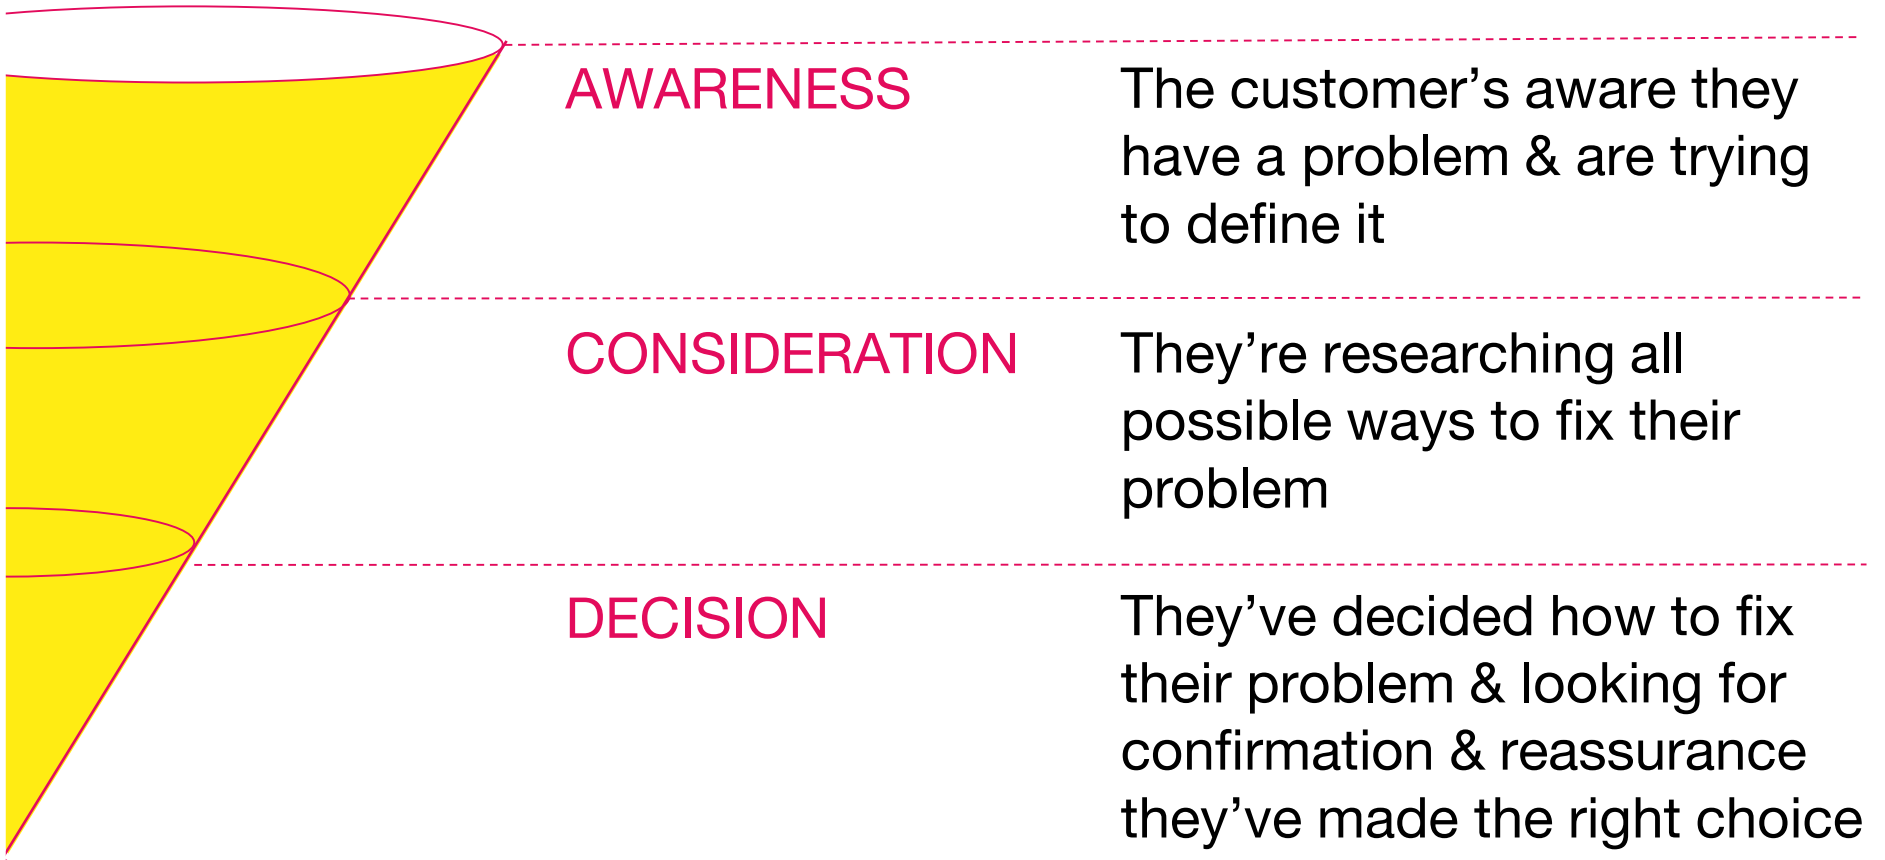 AWARENESS
The customer’s aware they
have a problem & are trying
to define it
CONSIDERATION
They’re researching all
possible ways to fix their
problem
DECISION
They’ve decided how to fix
their problem & looking for
confirmation & reassurance
they’ve made the right choice